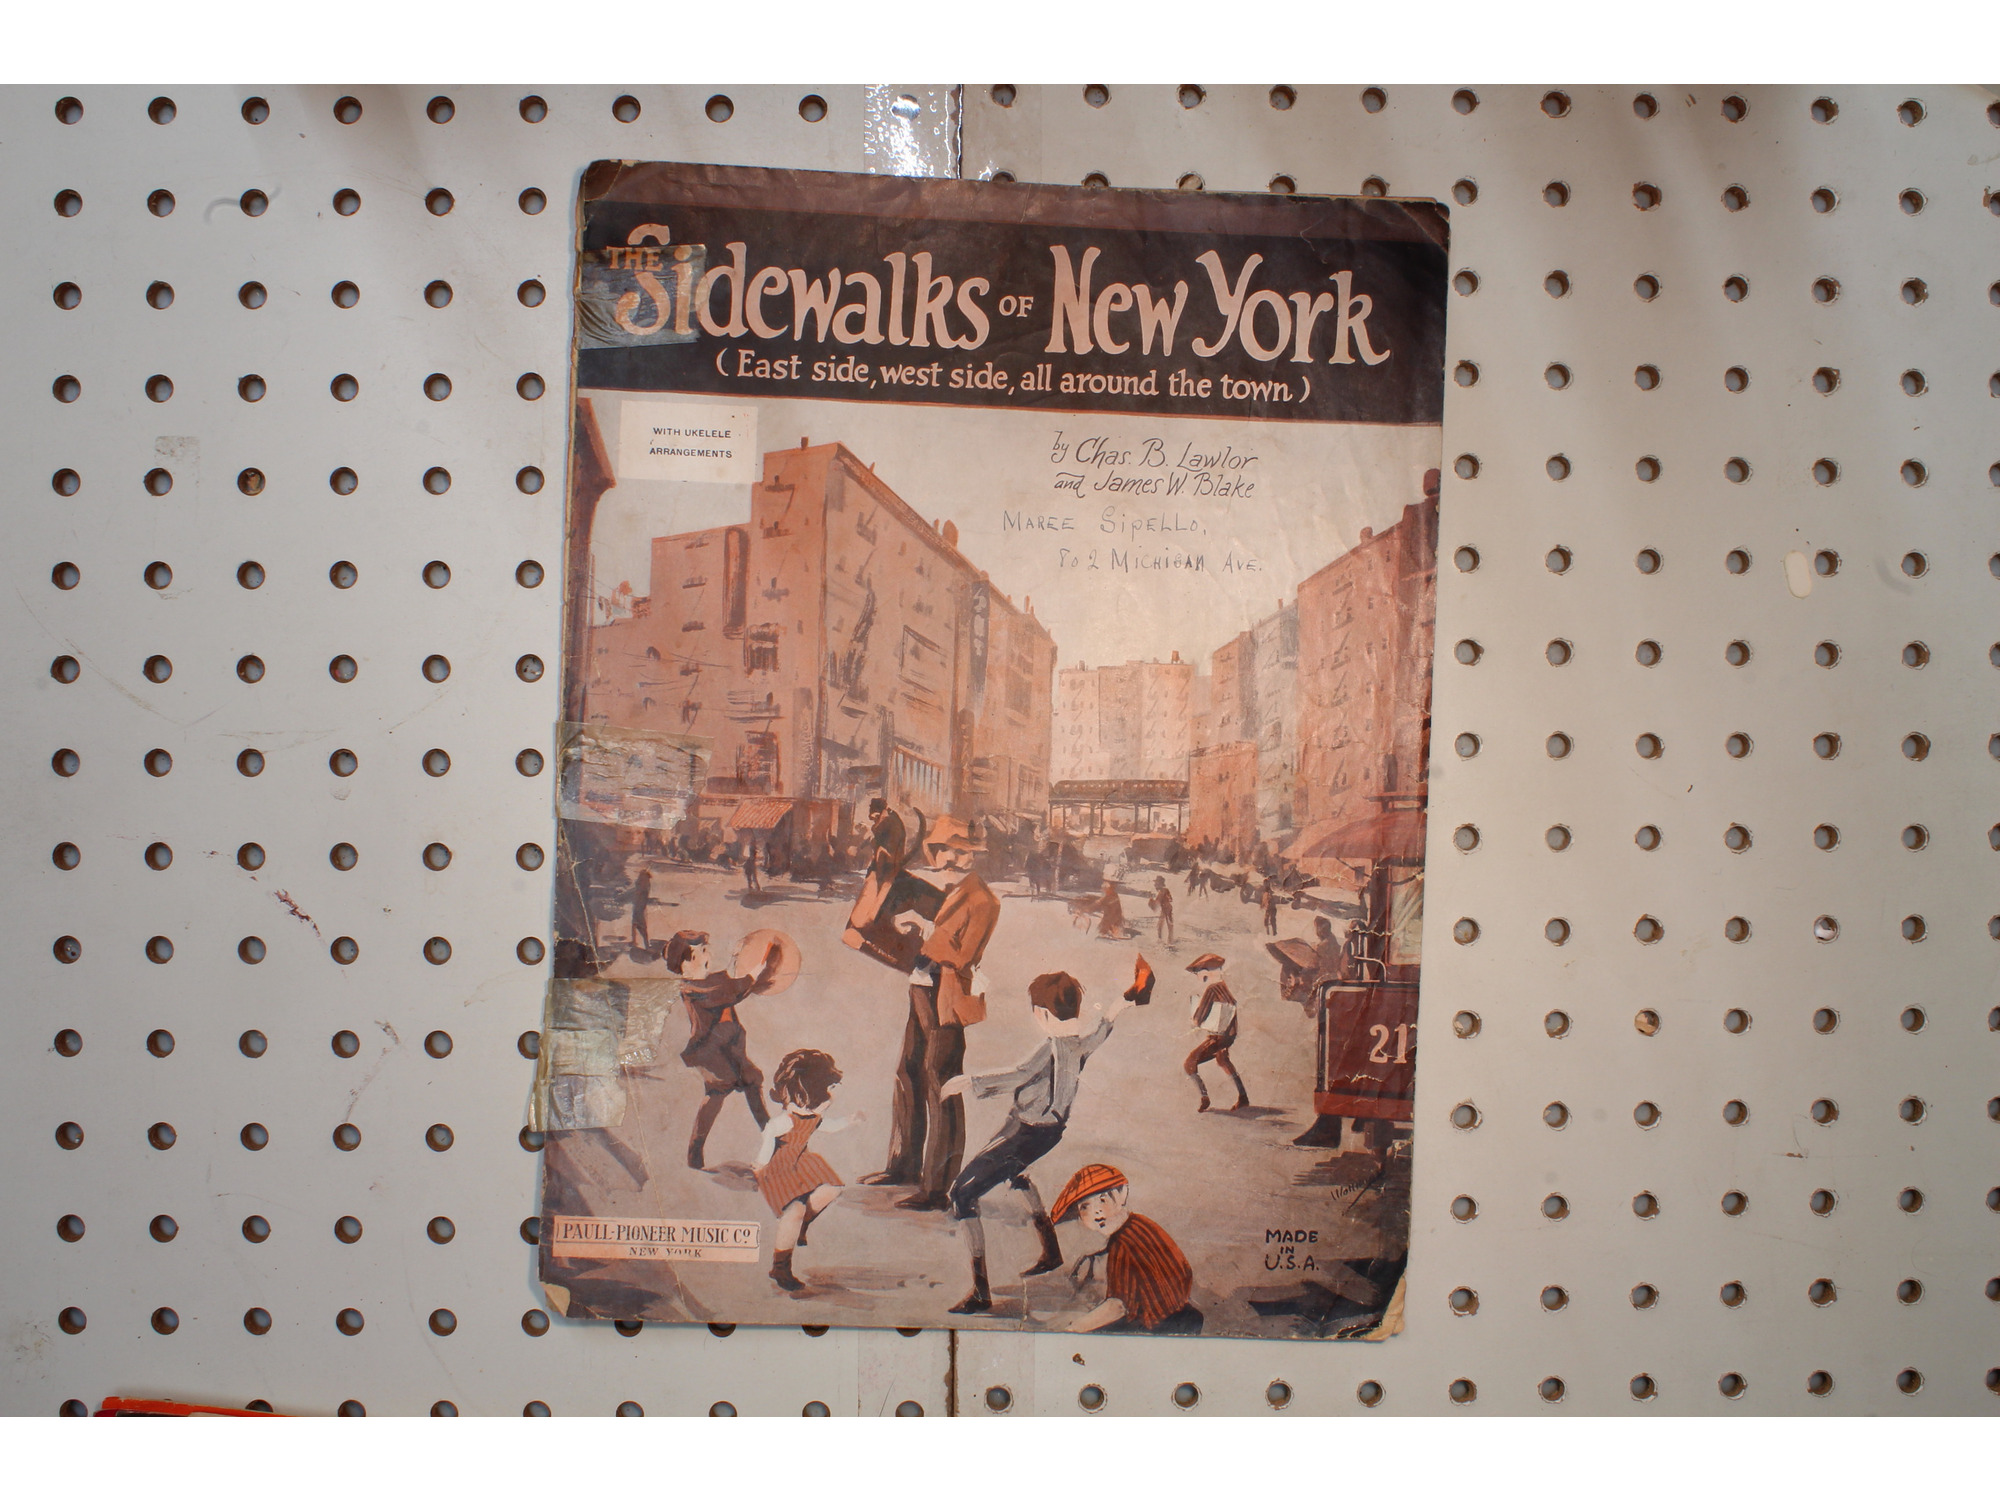 THE
Sidewalks OF New York
(East side, west side, all around the town.)
WITH UKELELE
ARRANGEMENTS
by Chas. B. Lawlor
and James W. Blake
MAREE SIPELLO,
802 MICHIGAN AVE.
21
PAULL-PIONEER MUSIC Cº
NEW YORK
MADE
IN
U.S.A.